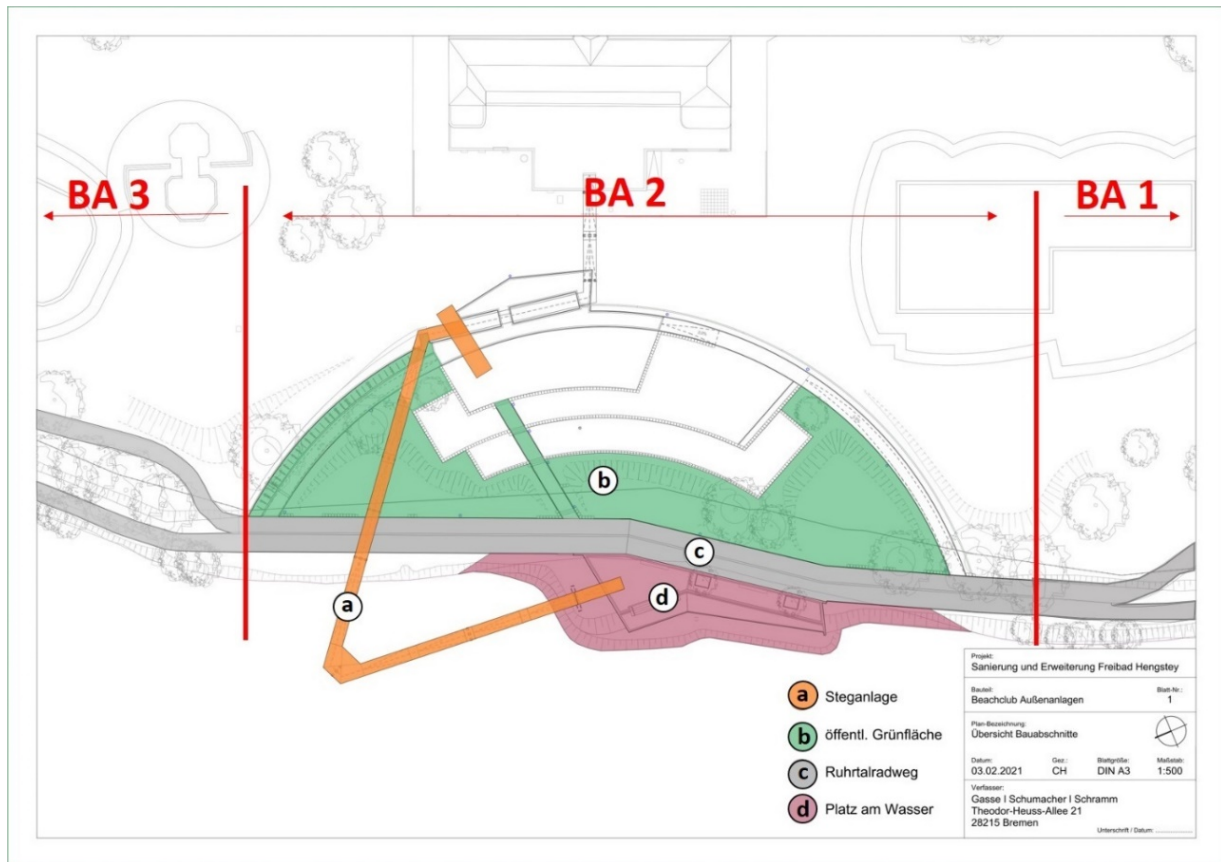 BA 3
BA 2
BA 1
a
b
c
d
a Steganlage
b öffentl. Grünfläche
c Ruhrtalradweg
d Platz am Wasser
Projekt:
Sanierung und Erweiterung Freibad Hengstey
Bauteil: Blatt-Nr.:
Beachclub Außenanlagen 1
Plan-Bezeichnung:
Übersicht Bauabschnitte
Datum: Gez.: Blattgröße: Maßstab:
03.02.2021 CH DIN A3 1:500
Verfasser:
Gasse I Schumacher I Schramm
Theodor-Heuss-Allee 21
28215 Bremen
Unterschrift / Datum: